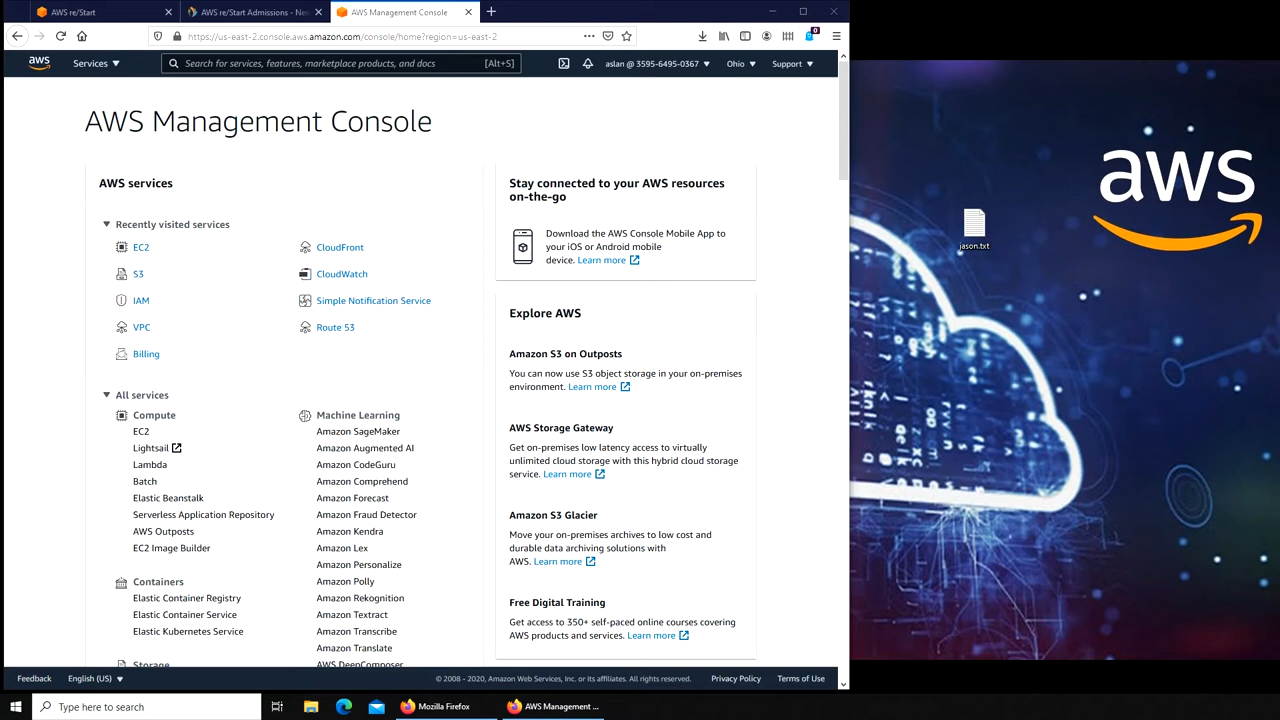 AWS re/Start
AWS re/Start Admissions - Ne
AWS Management Console
https://us-east-2.console.aws.amazon.com/console/home?region=us-east-2
0
aws
Services
Search for services, features, marketplace products, and docs
[Alt+S]
aslan @ 3595-6495-0367
Ohio
Support
AWS Management Console
AWS services
Recently visited services
EC2
CloudFront
S3
CloudWatch
IAM
Simple Notification Service
VPC
Route 53
Billing
All services
Compute
EC2
Lightsail
Lambda
Batch
Elastic Beanstalk
Serverless Application Repository
AWS Outposts
EC2 Image Builder
Containers
Elastic Container Registry
Elastic Container Service
Elastic Kubernetes Service
Storage
Machine Learning
Amazon SageMaker
Amazon Augmented AI
Amazon CodeGuru
Amazon Comprehend
Amazon Forecast
Amazon Fraud Detector
Amazon Kendra
Amazon Lex
Amazon Personalize
Amazon Polly
Amazon Rekognition
Amazon Textract
Amazon Transcribe
Amazon Translate
AWS DeepComposer
Stay connected to your AWS resources
on-the-go
Download the AWS Console Mobile App to
your iOS or Android mobile
device. Learn more
Explore AWS
Amazon S3 on Outposts
You can now use S3 object storage in your on-premises
environment. Learn more
AWS Storage Gateway
Get on-premises low latency access to virtually
unlimited cloud storage with this hybrid cloud storage
service. Learn more
Amazon S3 Glacier
Move your on-premises archives to low cost and
durable data archiving solutions with
AWS. Learn more
Free Digital Training
Get access to 350+ self-paced online courses covering
AWS products and services. Learn more
Feedback
English (US)
© 2008 - 2020, Amazon Web Services, Inc. or its affiliates. All rights reserved.
Privacy Policy
Terms of Use
aws
jason.txt
Type here to search
Mozilla Firefox
AWS Management ...